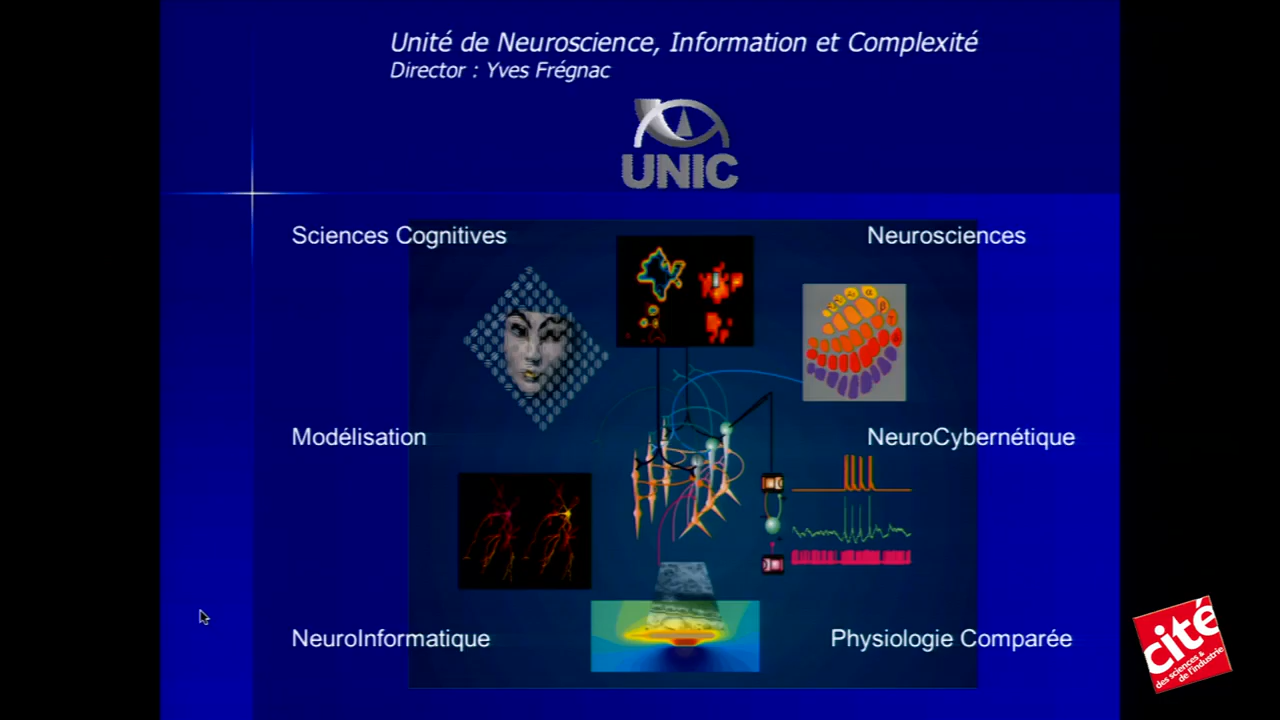 Unité de Neuroscience, Information et Complexité
Director : Yves Frégnac
UNIC
Sciences Cognitives
Neurosciences
Modélisation
NeuroCybernétique
NeuroInformatique
Physiologie Comparée
cité
des sciences &
de l'industrie